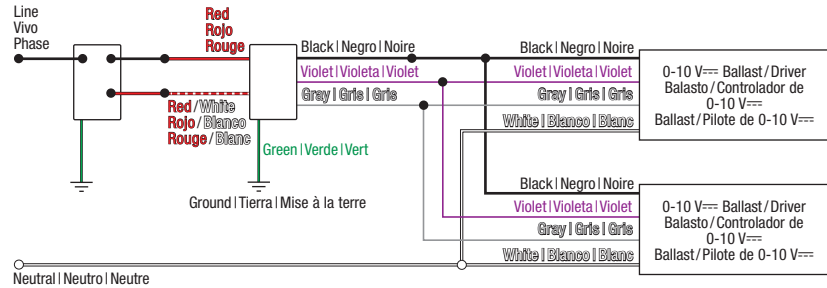 Line
Vivo
Phase
Red
Rojo
Rouge
Black | Negro | Noire
Violet | Violeta | Violet
Gray | Gris | Gris
Red / White
Rojo / Blanco
Rouge / Blanc
Green | Verde | Vert
Ground | Tierra | Mise à la terre
Black | Negro | Noire
Violet | Violeta | Violet
Gray | Gris | Gris
White | Blanco | Blanc
0-10 V⎓ Ballast / Driver
Balasto / Controlador de
0-10 V⎓
Ballast / Pilote de 0-10 V⎓
Black | Negro | Noire
Violet | Violeta | Violet
Gray | Gris | Gris
White | Blanco | Blanc
0-10 V⎓ Ballast / Driver
Balasto / Controlador de
0-10 V⎓
Ballast / Pilote de 0-10 V⎓
Neutral | Neutro | Neutre